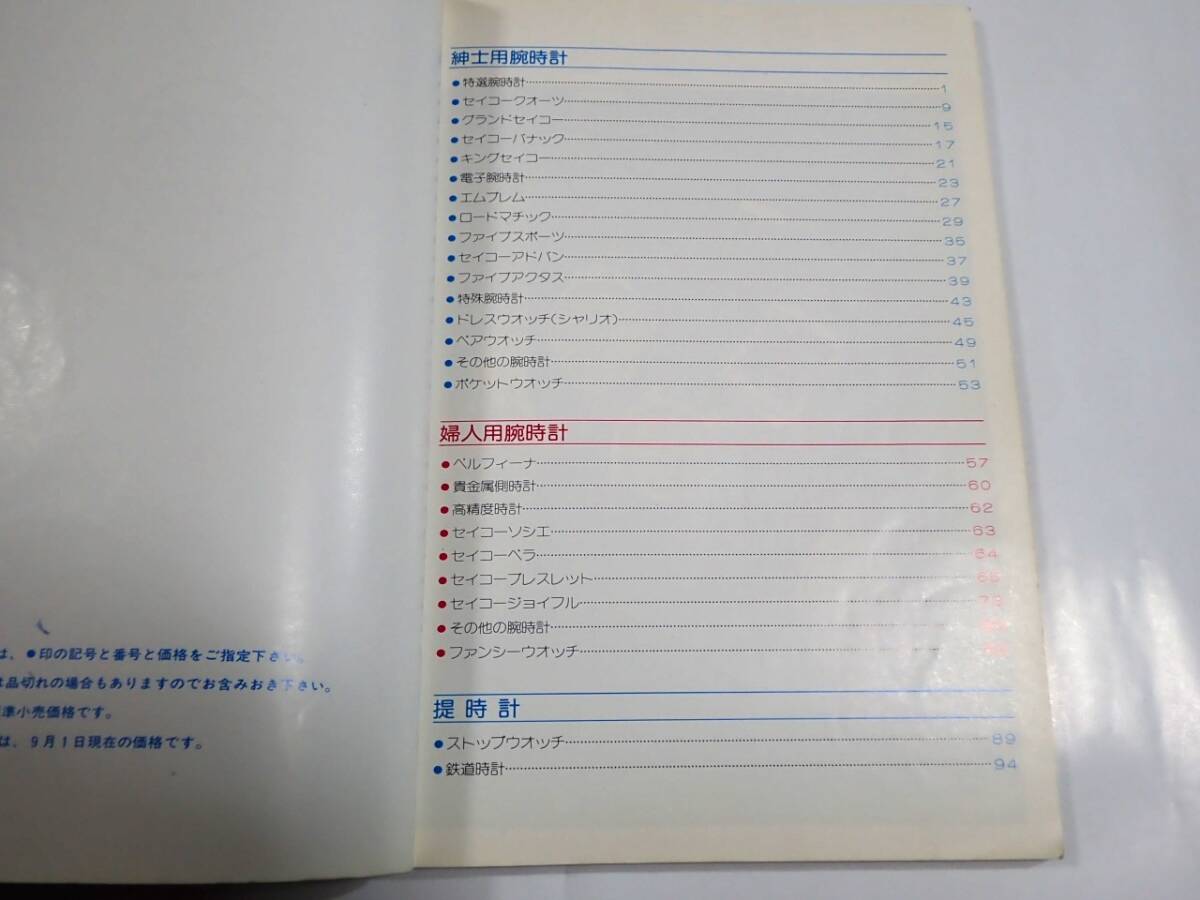 は、●印の記号と番号と価格をご指定下さい。
は品切れの場合もありますのでお含みおき下さい。
準小売価格です。
は、9月1日現在の価格です。
紳士用腕時計
●特選腕時計 1
●セイコークオーツ 9
●グランドセイコー 15
●セイコーバナック 17
●キングセイコー 21
●電子腕時計 23
●エムブレム 27
●ロードマチック 29
●ファイブスポーツ 35
●セイコーアドバン 37
●ファイブアクタス 39
●特殊腕時計 43
●ドレスウオッチ(シャリオ) 45
●ペアウオッチ 49
●その他の腕時計 51
●ポケットウオッチ 53
婦人用腕時計
●ベルフィーナ 57
●貴金属側時計 60
●高精度時計 62
●セイコーソシエ 63
●セイコーベラ 64
●セイコーブレスレット 65
●セイコージョイフル
●その他の腕時計
●ファンシーウオッチ
提時計
●ストップウオッチ 89
●鉄道時計 94